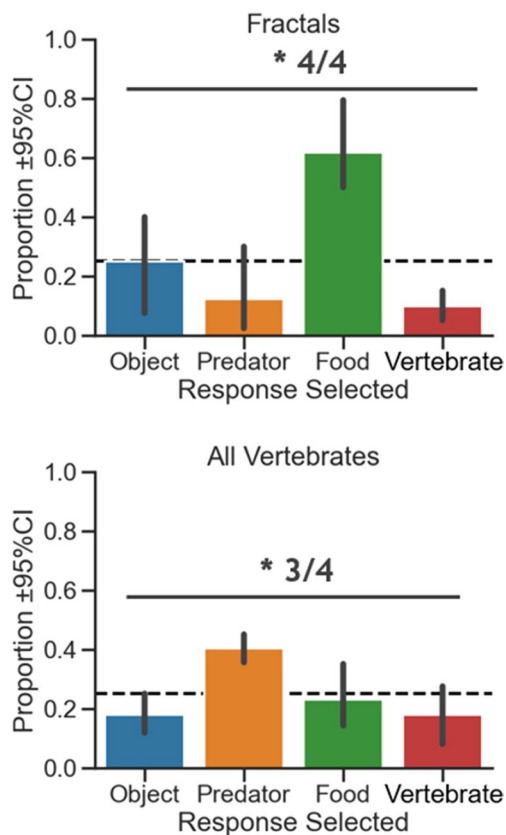 Fractals
* 4/4
1.0
0.8
0.6
0.4
0.2
0.0
Proportion ±95%CI
Object Predator Food Vertebrate
Response Selected
All Vertebrates
* 3/4
1.0
0.8
0.6
0.4
0.2
0.0
Proportion ±95%CI
Object Predator Food Vertebrate
Response Selected